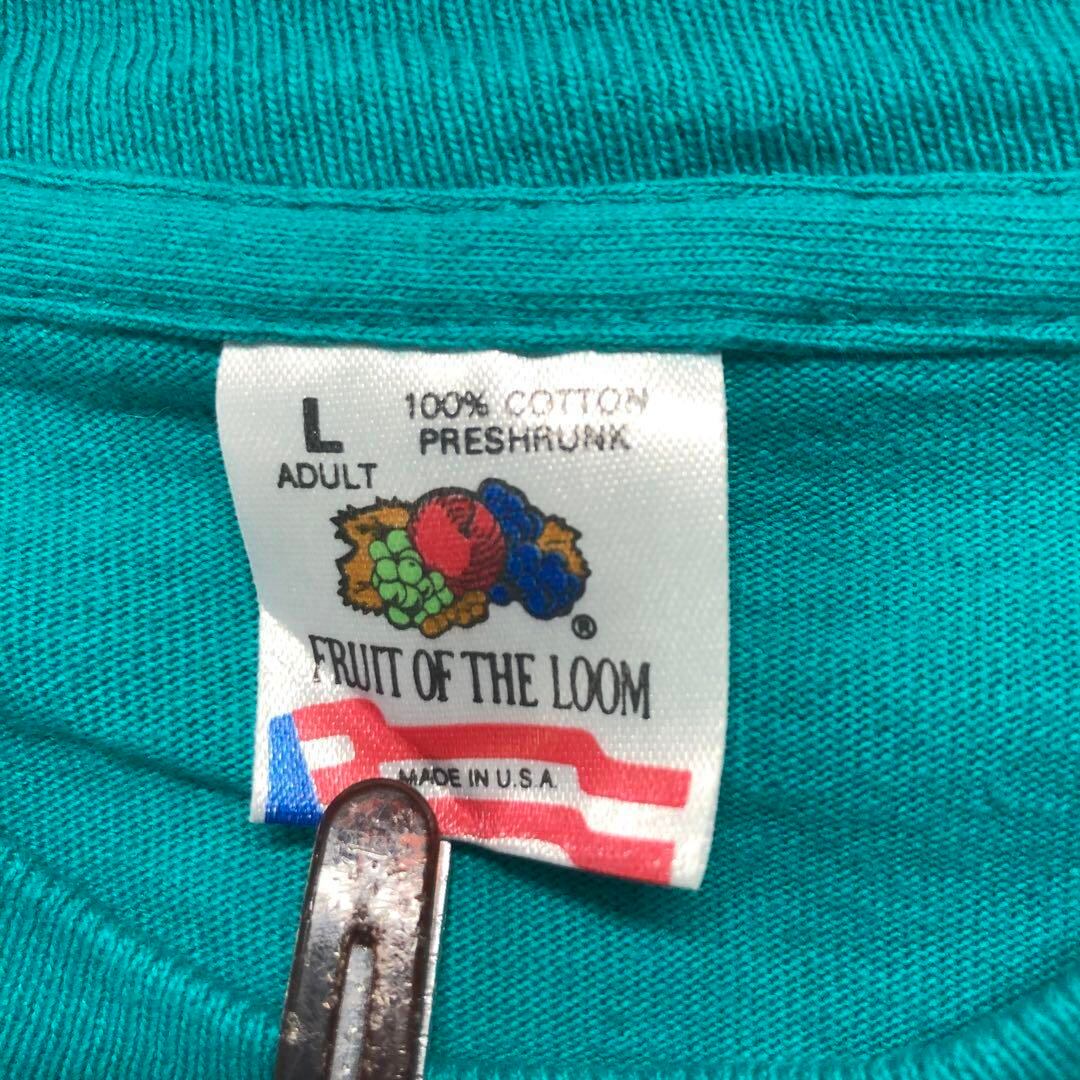 L
ADULT
100% COTTON
PRESHRUNK
®
FRUIT OF THE LOOM
MADE IN U.S.A.